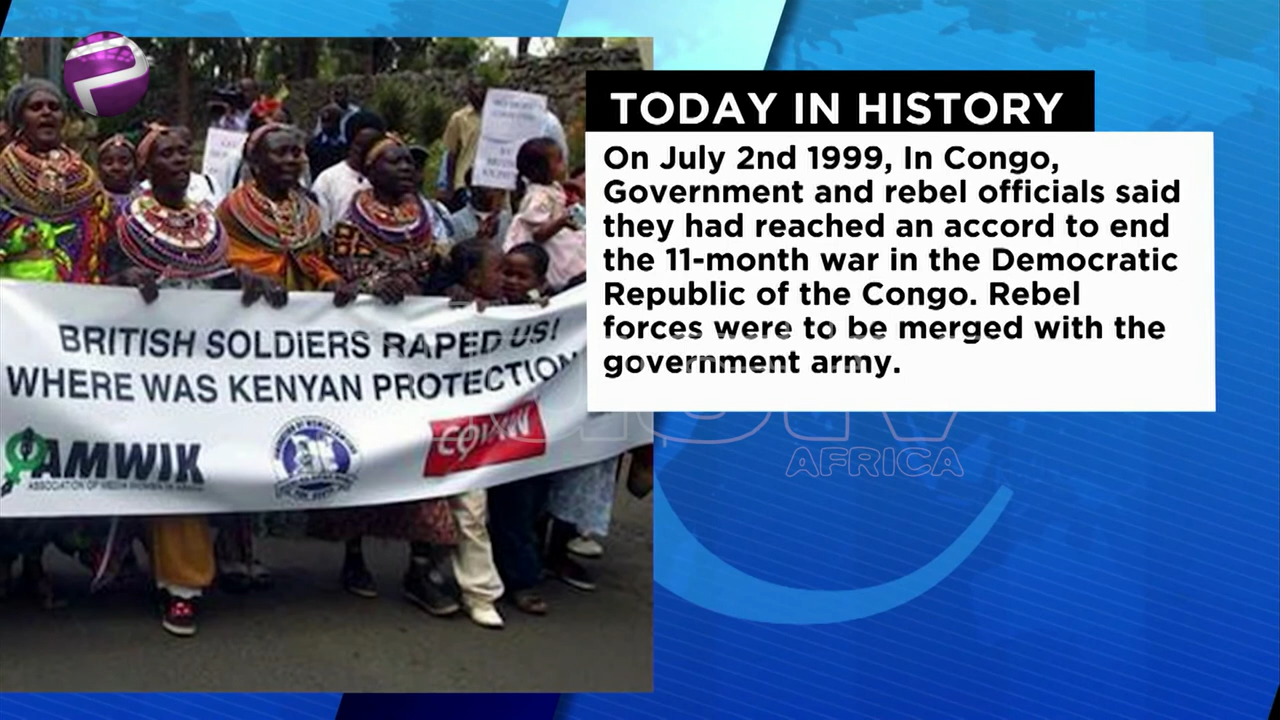 TODAY IN HISTORY
On July 2nd 1999, In Congo,
Government and rebel officials said
they had reached an accord to end
the 11-month war in the Democratic
Republic of the Congo. Rebel
forces were to be merged with the
government army.
BRITISH SOLDIERS RAPED US!
WHERE WAS KENYAN PROTECTION
AMWIK
ASSOCIATION OF MEDIA WOMEN IN KENYA
COVAW
AFRICA